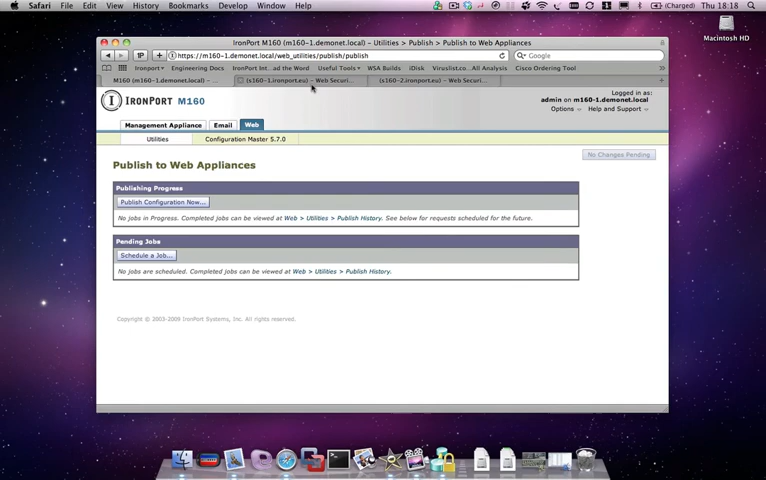 Safari File Edit View History Bookmarks Develop Window Help
(Charged) Thu 18:18
Macintosh HD
IronPort M160 (m160-1.demonet.local) – Utilities > Publish > Publish to Web Appliances
1P + https://m160-1.demonet.local/web_utilities/publish/publish Google
Ironport Engineering Docs IronPort Int...ad the Word Useful Tools WSA Builds iDisk Viruslist.co...All Analysis Cisco Ordering Tool
M160 (m160-1.demonet.local) – ... (s160-1.ironport.eu) – Web Securi... (s160-2.ironport.eu) – Web Securi...
IRONPORT M160
Logged in as:
admin on m160-1.demonet.local
Options Help and Support
Management Appliance Email Web
Utilities Configuration Master 5.7.0
No Changes Pending
Publish to Web Appliances
Publishing Progress
Publish Configuration Now...
No jobs in Progress. Completed jobs can be viewed at Web > Utilities > Publish History. See below for requests scheduled for the future.
Pending Jobs
Schedule a Job...
No jobs are scheduled. Completed jobs can be viewed at Web > Utilities > Publish History.
Copyright © 2003-2009 IronPort Systems, Inc. All rights reserved.